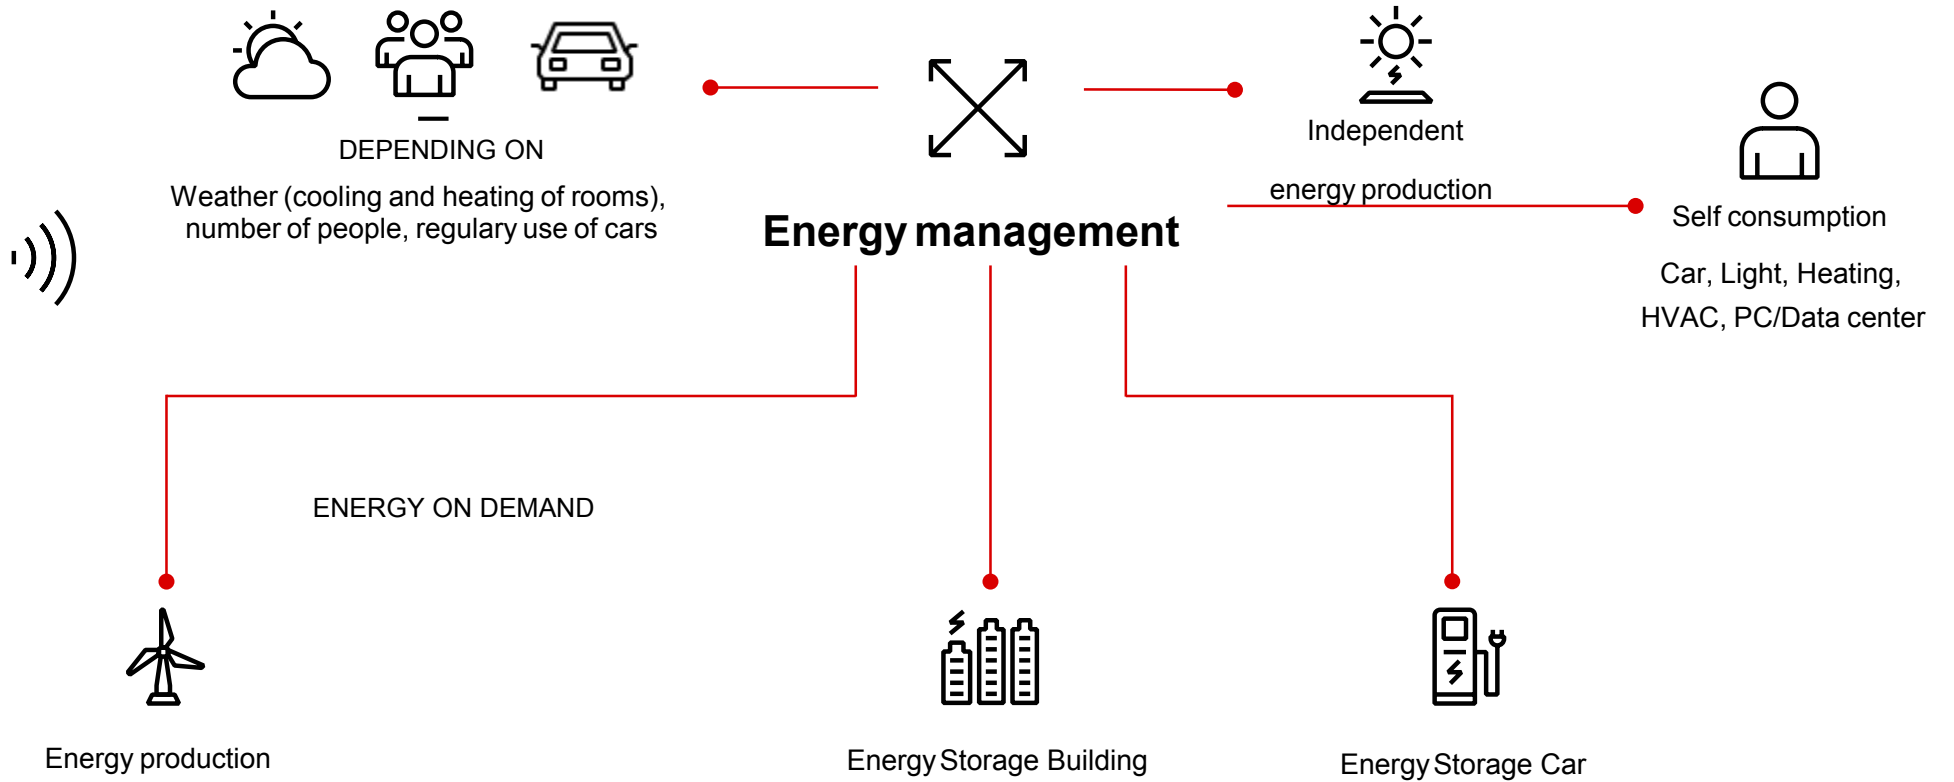 DEPENDING ON
Weather (cooling and heating of rooms),
number of people, regulary use of cars
Energy management
Independent
energy production
Self consumption
Car, Light, Heating,
HVAC, PC/Data center
ENERGY ON DEMAND
Energy production
Energy Storage Building
Energy Storage Car